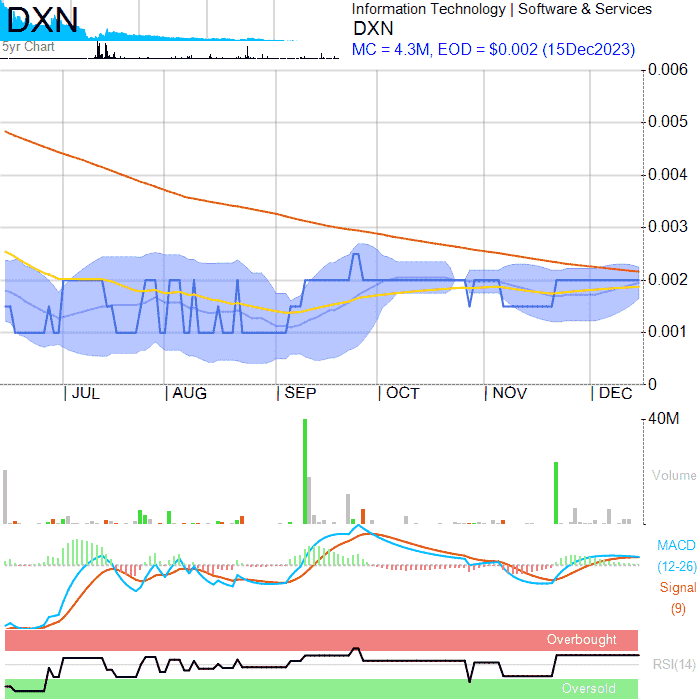 DXN
5yr Chart
Information Technology | Software & Services
DXN
MC = 4.3M, EOD = $0.002 (15Dec2023)
0.006
0.005
0.004
0.003
0.002
0.001
0
| JUL | AUG | SEP | OCT | NOV | DEC
40M
Volume
MACD
(12-26)
Signal
(9)
Overbought
RSI(14)
Oversold